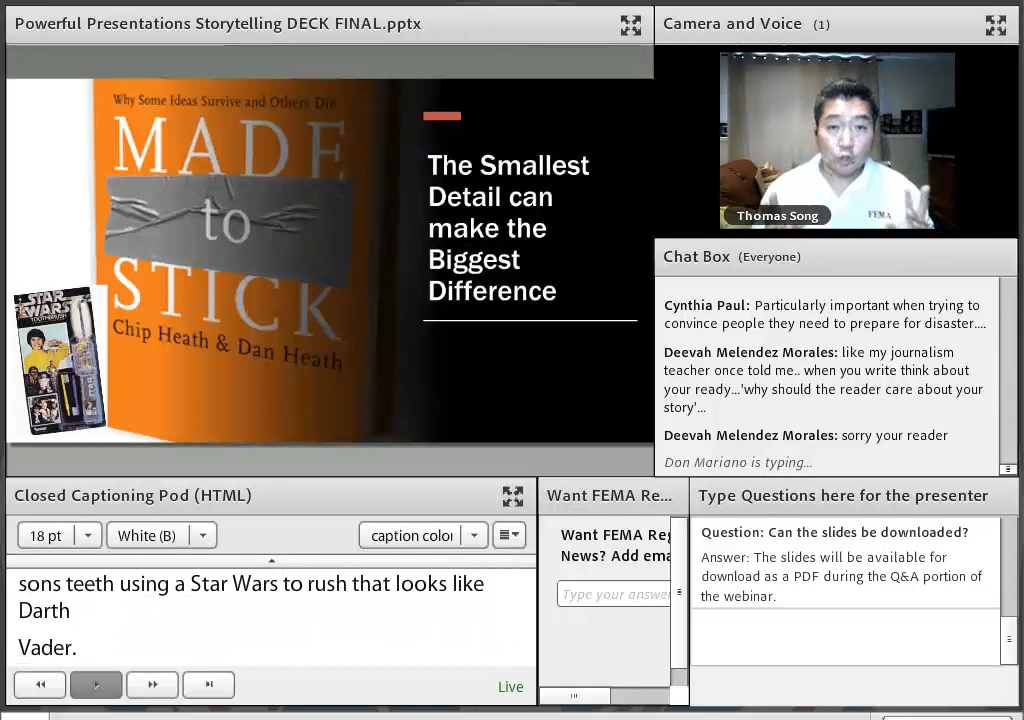 Powerful Presentations Storytelling DECK FINAL.pptx
Why Some Ideas Survive and Others Die
MADE
to
STICK
Chip Heath & Dan Heath
STAR
WARS
TOOTHBRUSH
The Smallest
Detail can
make the
Biggest
Difference
Camera and Voice (1)
FEMA
Thomas Song
Chat Box (Everyone)
Cynthia Paul: Particularly important when trying to
convince people they need to prepare for disaster....
Deevah Melendez Morales: like my journalism
teacher once told me.. when you write think about
your ready...'why should the reader care about your
story'...
Deevah Melendez Morales: sorry your reader
Don Mariano is typing...
Closed Captioning Pod (HTML)
18 pt
White (B)
caption color
sons teeth using a Star Wars to rush that looks like
Darth
Vader.
Live
Want FEMA Re...
Want FEMA Reg
News? Add ema
Type your answer
Type Questions here for the presenter
Question: Can the slides be downloaded?
Answer: The slides will be available for
download as a PDF during the Q&A portion of
the webinar.